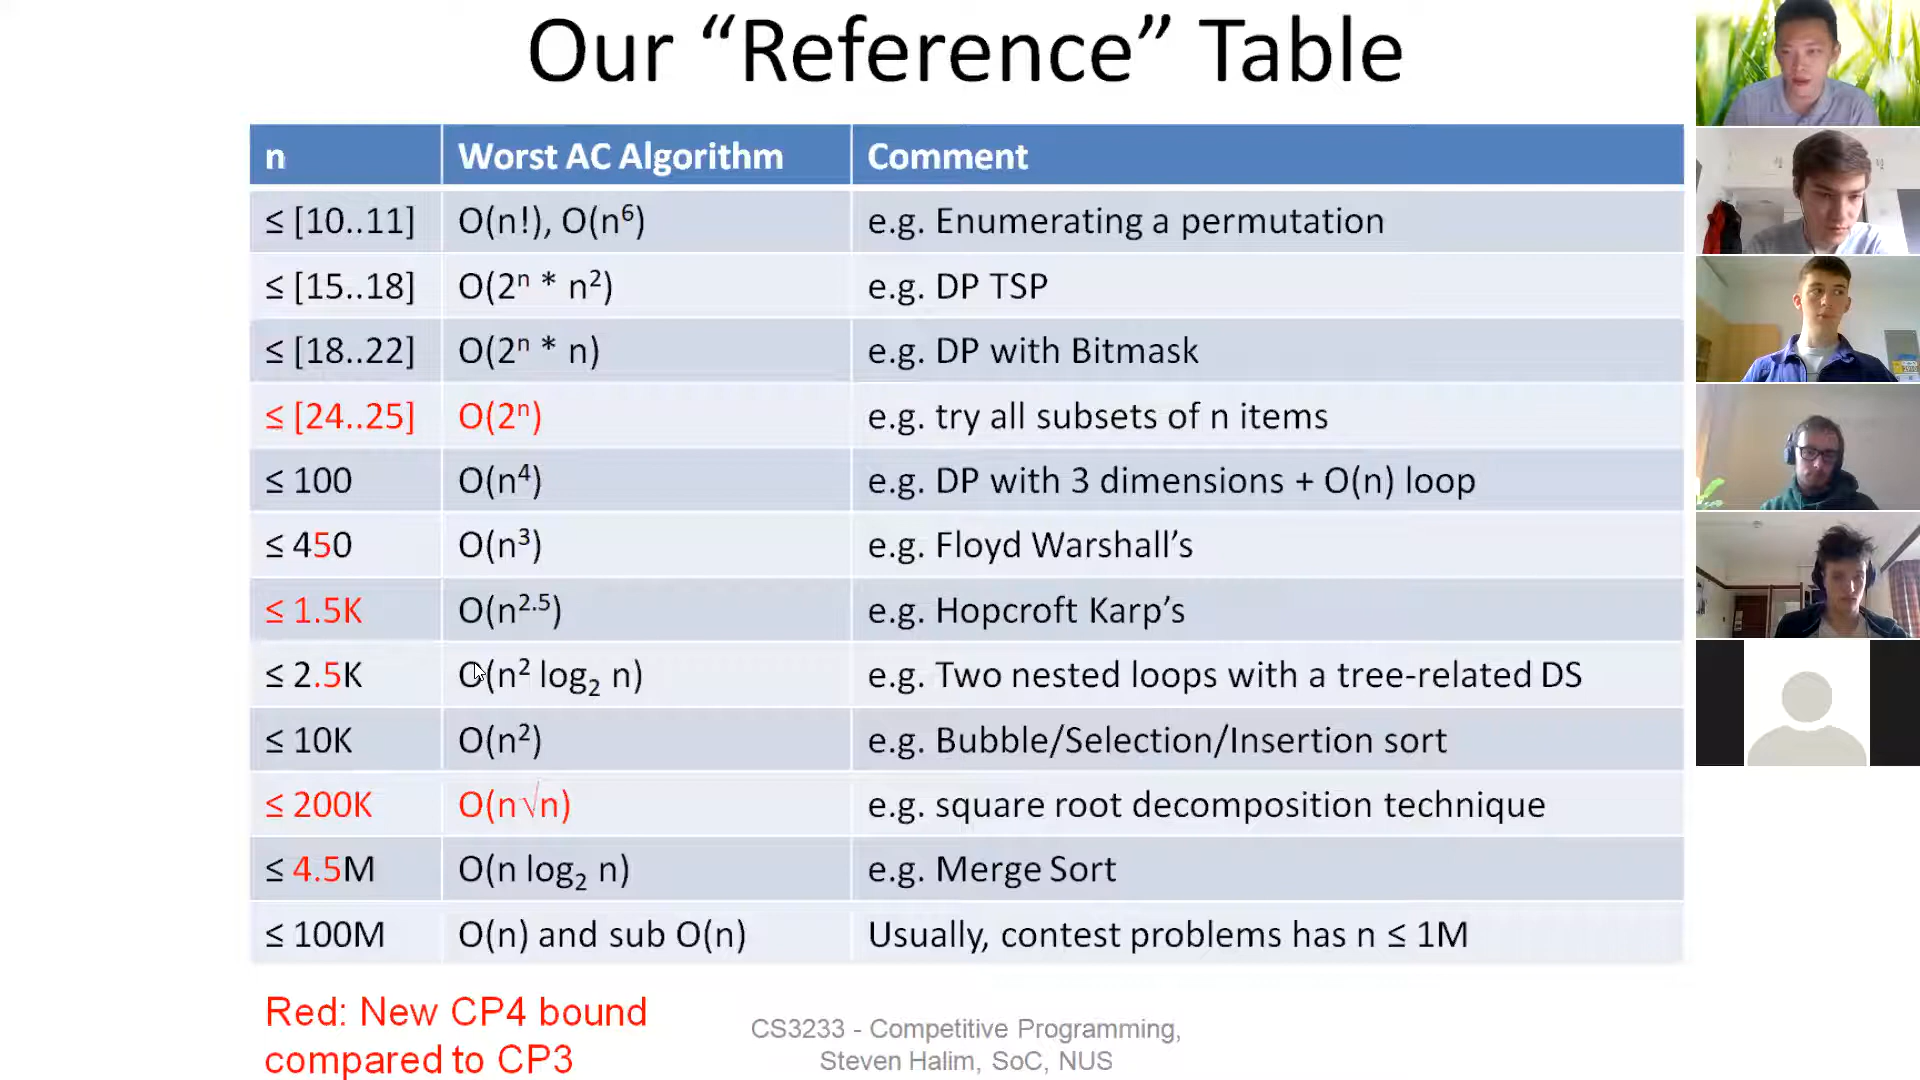 Our “Reference” Table
n Worst AC Algorithm Comment
≤ [10..11] O(n!), O(n⁶) e.g. Enumerating a permutation
≤ [15..18] O(2ⁿ * n²) e.g. DP TSP
≤ [18..22] O(2ⁿ * n) e.g. DP with Bitmask
≤ [24..25] O(2ⁿ) e.g. try all subsets of n items
≤ 100 O(n⁴) e.g. DP with 3 dimensions + O(n) loop
≤ 450 O(n³) e.g. Floyd Warshall’s
≤ 1.5K O(n²·⁵) e.g. Hopcroft Karp’s
≤ 2.5K O(n² log₂ n) e.g. Two nested loops with a tree-related DS
≤ 10K O(n²) e.g. Bubble/Selection/Insertion sort
≤ 200K O(n√n) e.g. square root decomposition technique
≤ 4.5M O(n log₂ n) e.g. Merge Sort
≤ 100M O(n) and sub O(n) Usually, contest problems has n ≤ 1M
Red: New CP4 bound
compared to CP3
CS3233 - Competitive Programming,
Steven Halim, SoC, NUS